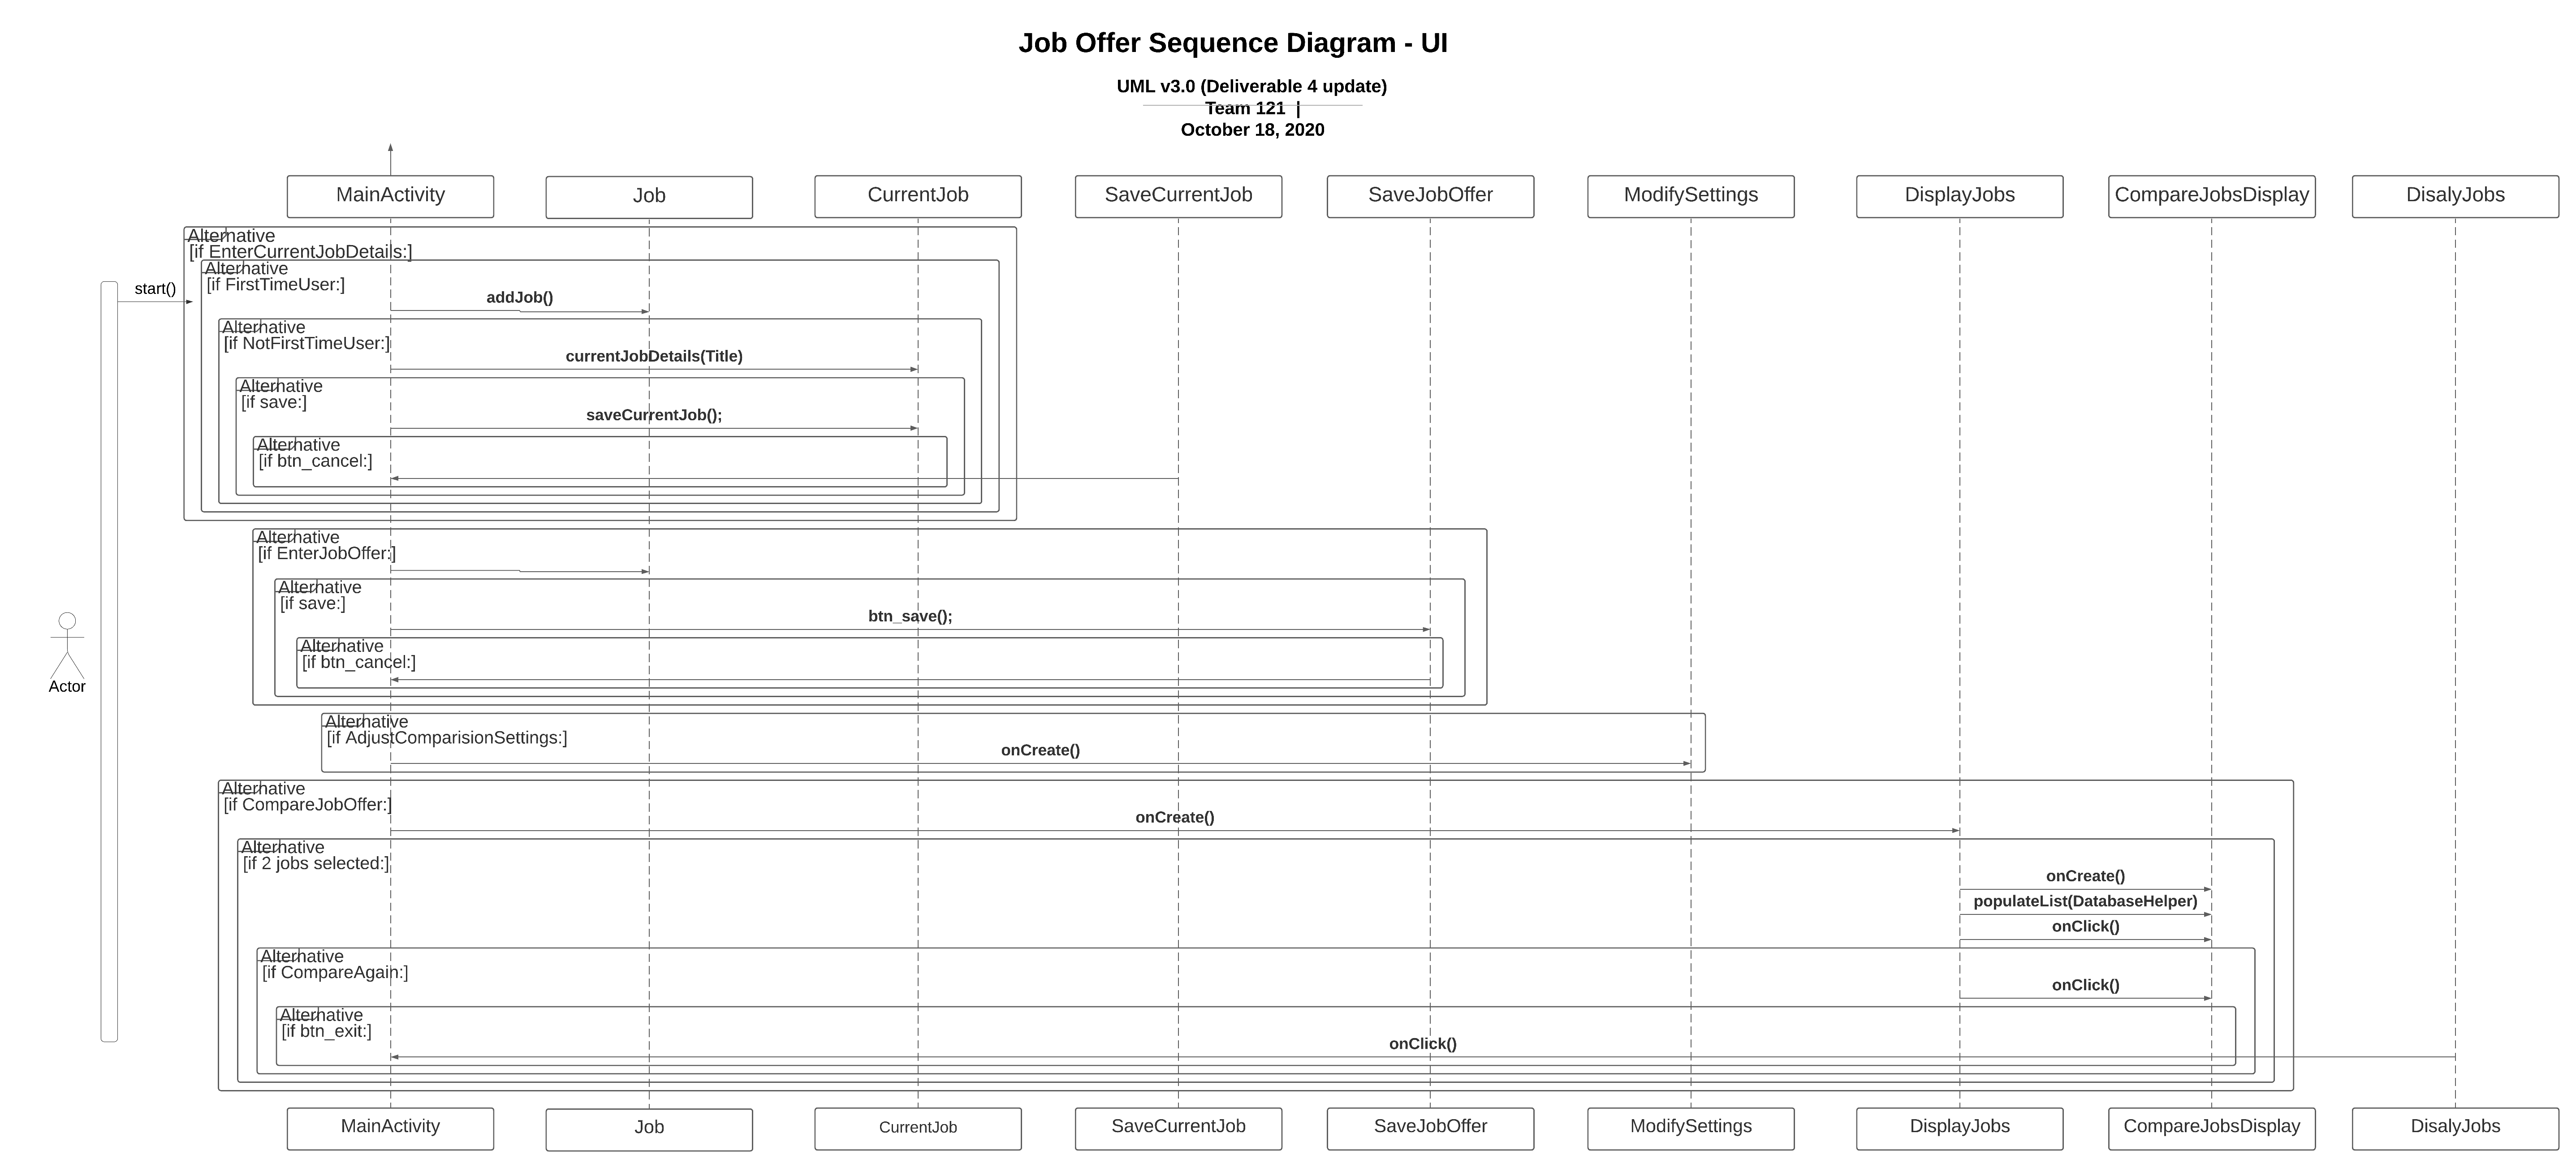 Job Offer Sequence Diagram - UI
UML v3.0 (Deliverable 4 update)
Team 121 |
October 18, 2020
MainActivity
Job
CurrentJob
SaveCurrentJob
SaveJobOffer
ModifySettings
DisplayJobs
CompareJobsDisplay
DisalyJobs
Alternative
[if EnterCurrentJobDetails:]
Alternative
[if FirstTimeUser:]
start()
addJob()
Alternative
[if NotFirstTimeUser:]
currentJobDetails(Title)
Alternative
[if save:]
saveCurrentJob();
Alternative
[if btn_cancel:]
Alternative
[if EnterJobOffer:]
Alternative
[if save:]
btn_save();
Alternative
[if btn_cancel:]
Actor
Alternative
[if AdjustComparisionSettings:]
onCreate()
Alternative
[if CompareJobOffer:]
onCreate()
Alternative
[if 2 jobs selected:]
onCreate()
populateList(DatabaseHelper)
onClick()
Alternative
[if CompareAgain:]
onClick()
Alternative
[if btn_exit:]
onClick()
MainActivity
Job
CurrentJob
SaveCurrentJob
SaveJobOffer
ModifySettings
DisplayJobs
CompareJobsDisplay
DisalyJobs